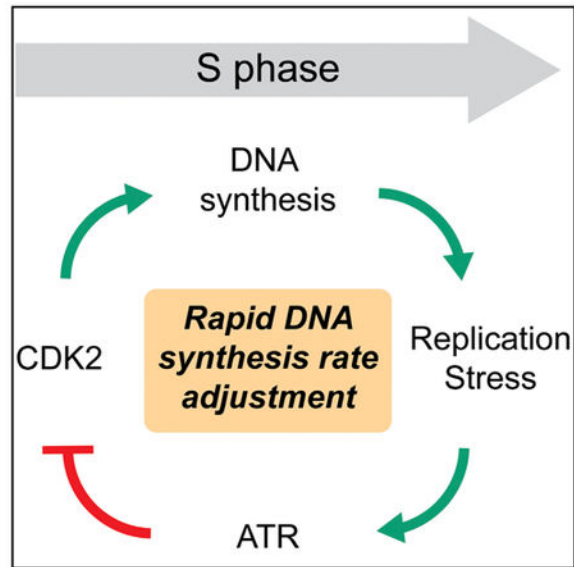 S phase
DNA
synthesis
Rapid DNA
synthesis rate
adjustment
CDK2
Replication
Stress
ATR